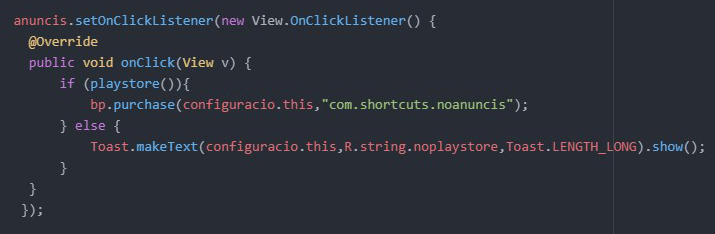 anuncis.setOnClickListener(new View.OnClickListener() {
@Override
public void onClick(View v) {
if (playstore()){
bp.purchase(configuracio.this,"com.shortcuts.noanuncis");
} else {
Toast.makeText(configuracio.this,R.string.noplaystore,Toast.LENGTH_LONG).show();
}
}
});